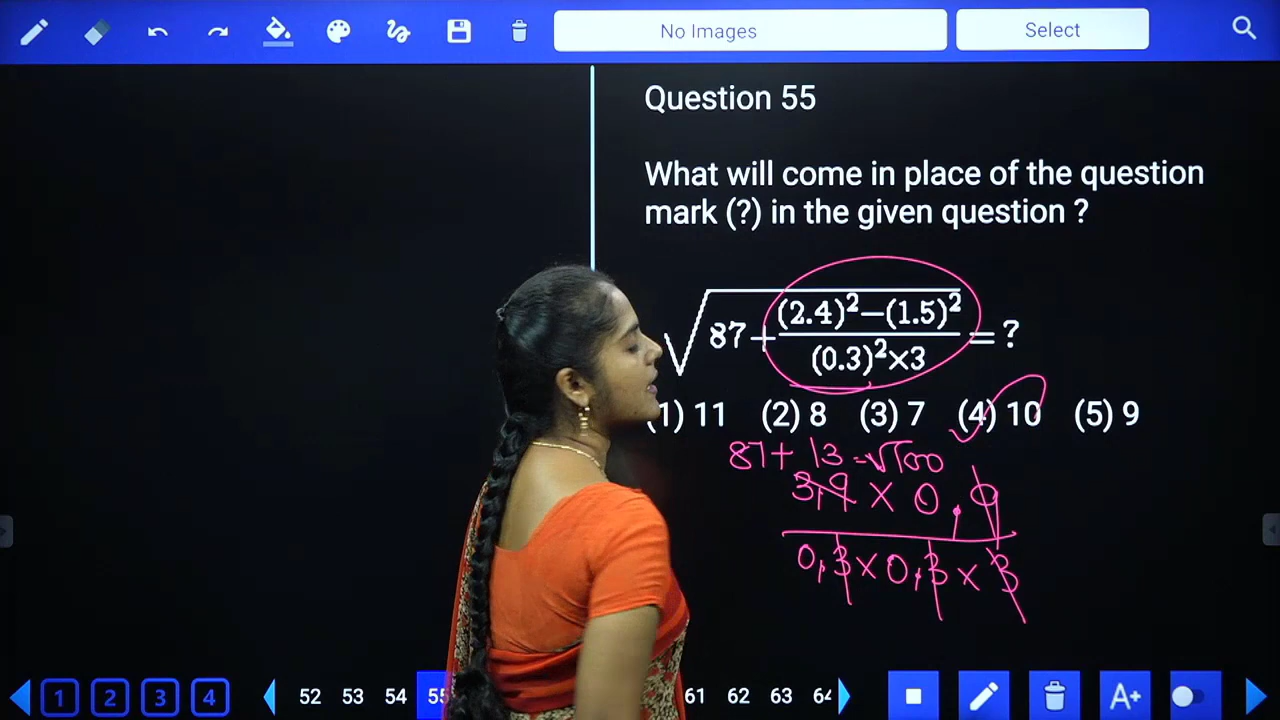 No Images Select
Question 55
What will come in place of the question
mark (?) in the given question ?
√(87+((2.4)²−(1.5)²)/((0.3)²×3)) = ?
(1) 11 (2) 8 (3) 7 (4) 10 (5) 9
87+ 13 = √100
3.9 × 0.9
0.3 × 0.3 × 3
1 2 3 4 52 53 54 55 61 62 63 64 A+